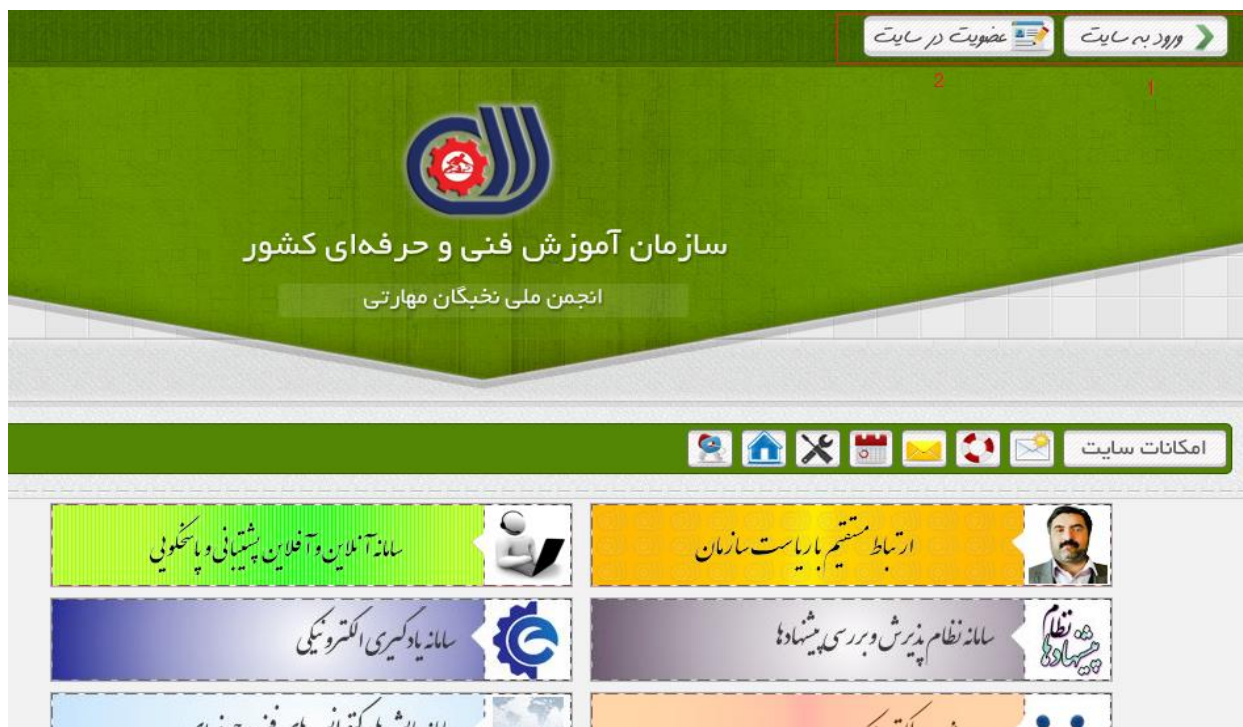 ورود به سایت
عضویت در سایت
1
2
سازمان آموزش فنی و حرفه‌ای کشور
انجمن ملی نخبگان مهارتی
امکانات سایت
ارتباط مستقیم با ریاست سازمان
سامانه آنلاین و آفلاین پشتیبانی و پاسخگویی
نظام پیشنهادها
سامانه نظام پذیرش و بررسی پیشنهادها
سامانه یادگیری الکترونیکی